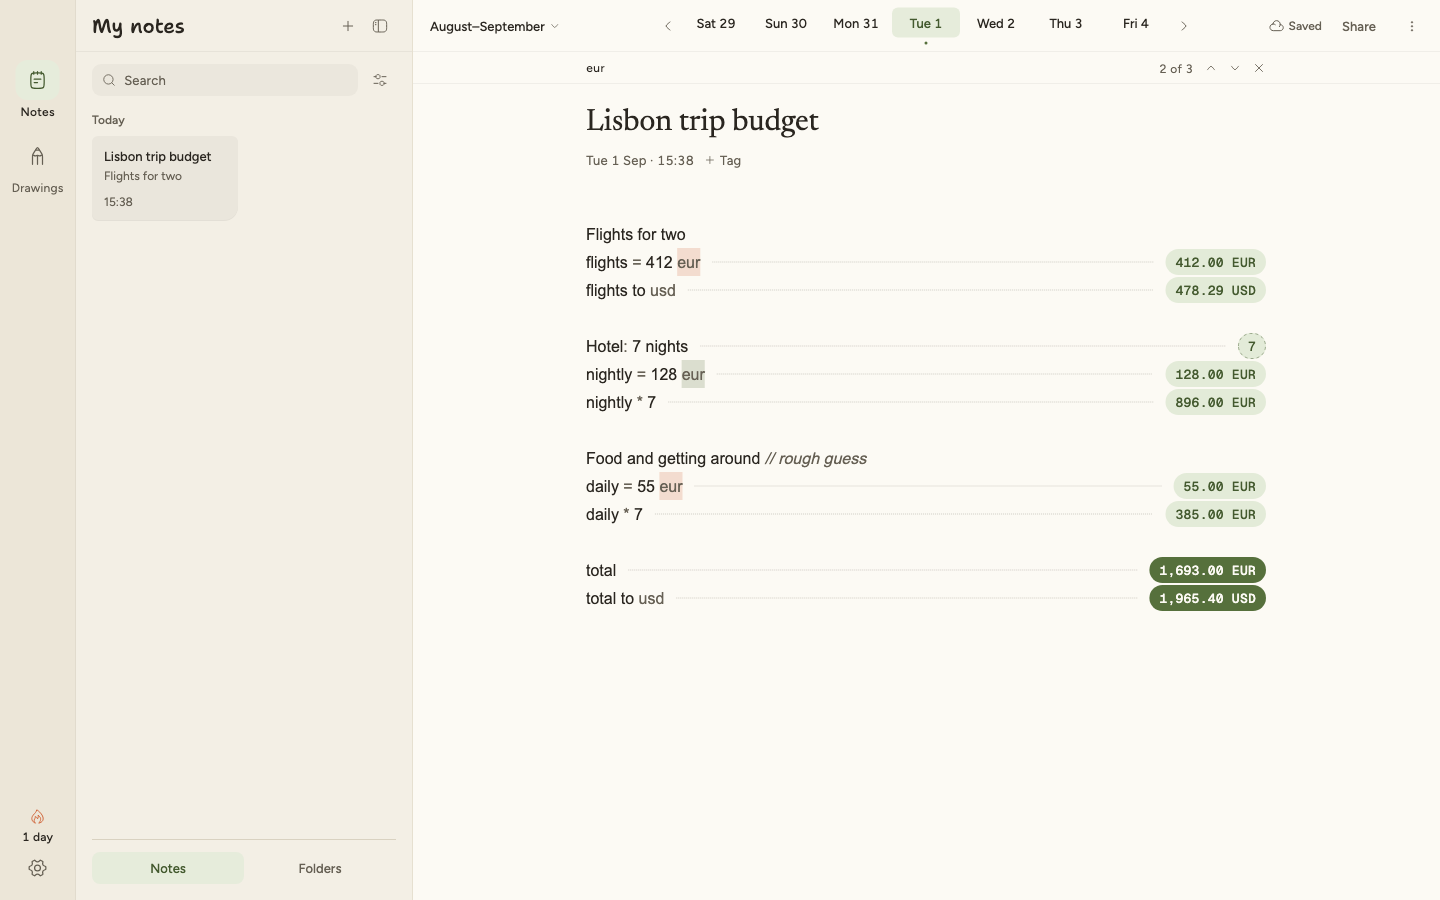 My notes
Search
Today
Lisbon trip budget
Flights for two
15:38
Notes
Drawings
1 day
Notes
Folders
August–September
Sat 29
Sun 30
Mon 31
Tue 1
Wed 2
Thu 3
Fri 4
Saved
Share
eur
2 of 3
Lisbon trip budget
Tue 1 Sep · 15:38 + Tag
Flights for two
flights = 412 eur 412.00 EUR
flights to usd 478.29 USD
Hotel: 7 nights 7
nightly = 128 eur 128.00 EUR
nightly * 7 896.00 EUR
Food and getting around // rough guess
daily = 55 eur 55.00 EUR
daily * 7 385.00 EUR
total 1,693.00 EUR
total to usd 1,965.40 USD